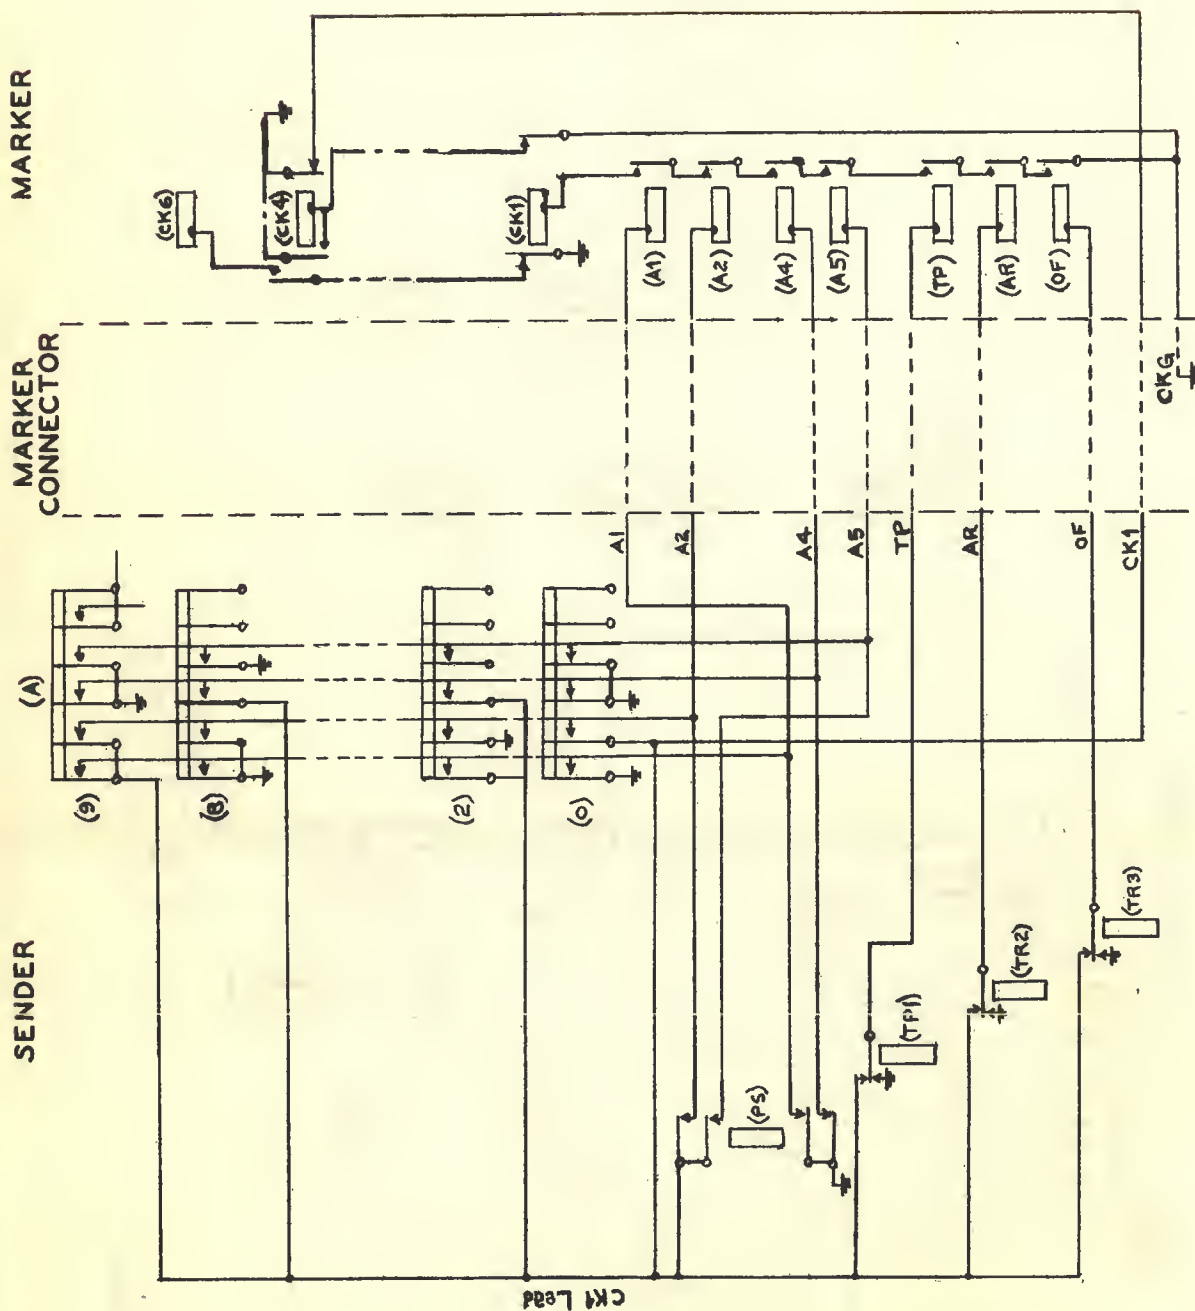 SENDER
MARKER
CONNECTOR
MARKER
(A)
(9)
(8)
(2)
(0)
(PS)
(TP1)
(TR2)
(TR3)
CK1 Lead
A1
A2
A4
A5
TP
AR
OF
CK1
CKG
(CK6)
(CK4)
(CK1)
(A1)
(A2)
(A4)
(A5)
(TP)
(AR)
(OF)